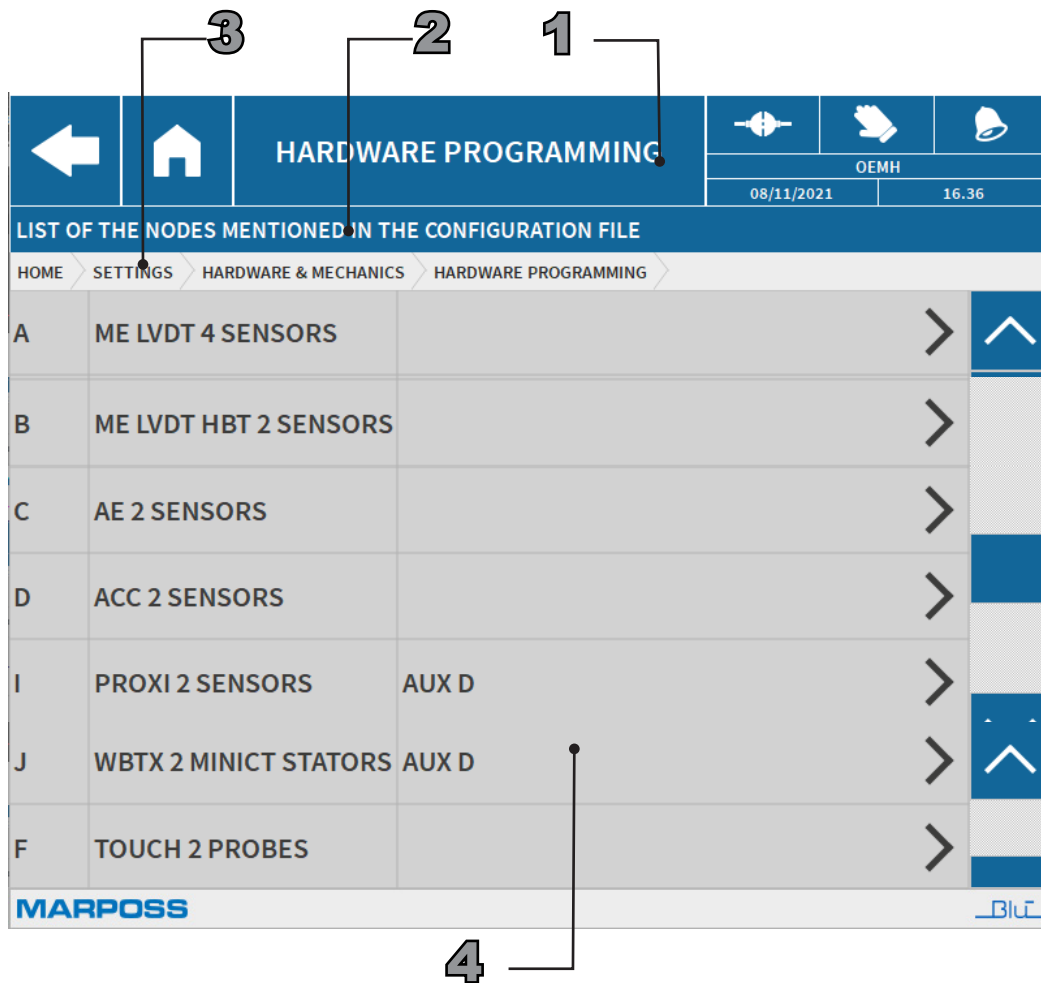 3 2 1
HARDWARE PROGRAMMING
OEMH
08/11/2021 16.36
LIST OF THE NODES MENTIONED IN THE CONFIGURATION FILE
HOME SETTINGS HARDWARE & MECHANICS HARDWARE PROGRAMMING
A ME LVDT 4 SENSORS
B ME LVDT HBT 2 SENSORS
C AE 2 SENSORS
D ACC 2 SENSORS
I PROXI 2 SENSORS AUX D
J WBTX 2 MINICT STATORS AUX D
F TOUCH 2 PROBES
MARPOSS Blú
4